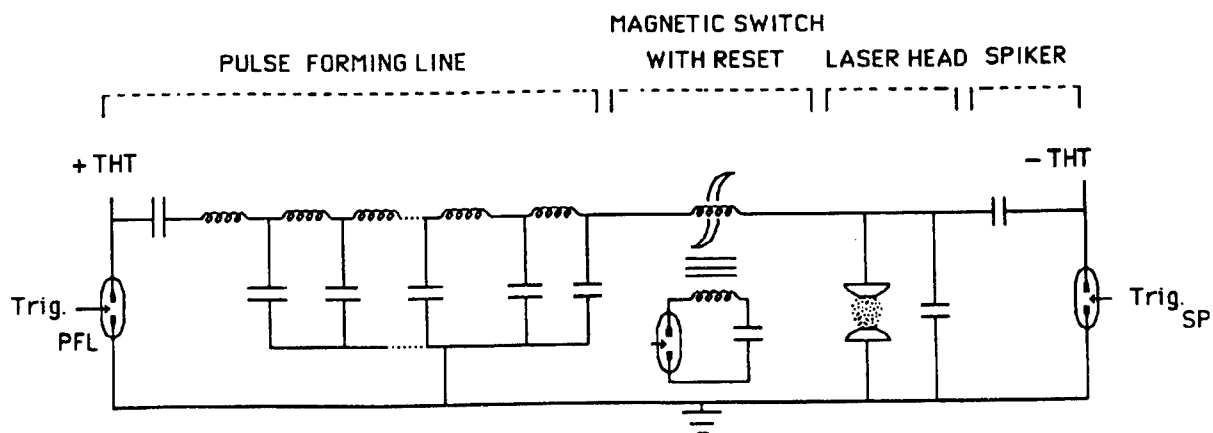 MAGNETIC SWITCH
PULSE FORMING LINE WITH RESET LASER HEAD SPIKER
+ THT - THT
Trig. PFL
Trig. SP